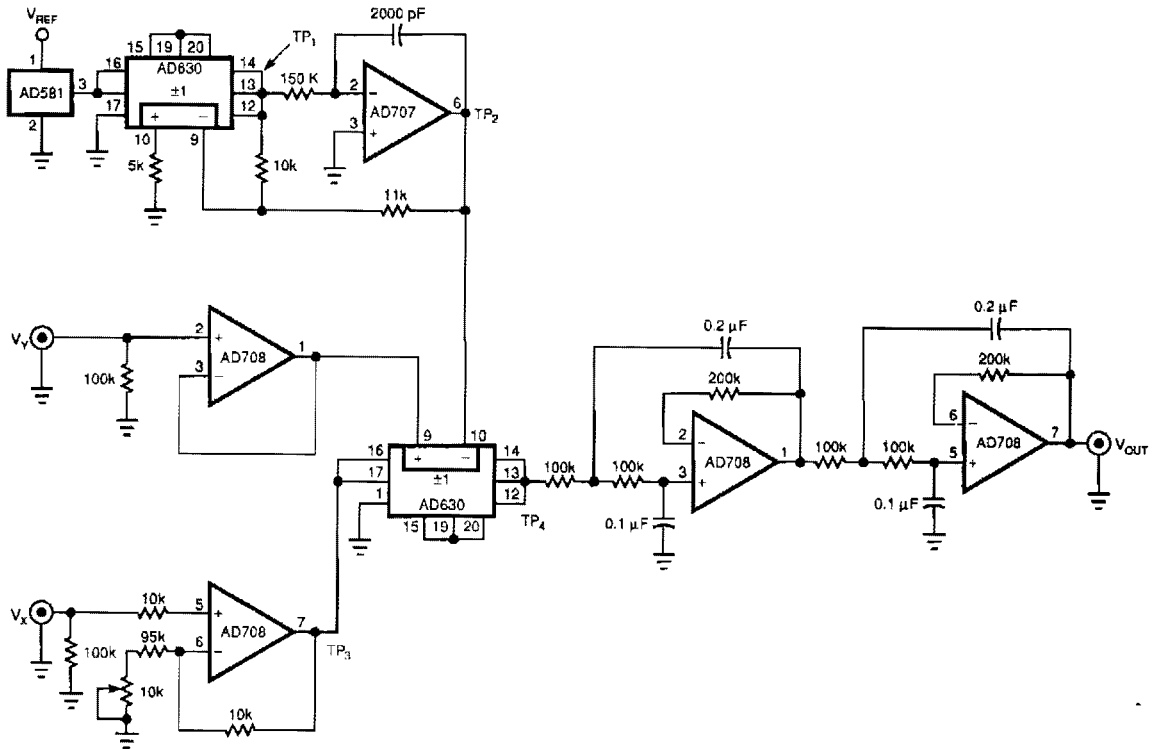 V_REF
1
AD581
3
2
15 19 20
AD630
±1
16
17
14
13
12
+ −
10 9
TP₁
5k
10k
150 K
2000 pF
2 −
3 +
AD707
6
TP₂
11k
V_Y
100k
2 +
3 −
AD708
1
9 10
+ −
16
17
1
±1
AD630
14
13
12
15 19 20
TP₄
V_X
100k
10k
95k
10k
5 +
6 −
AD708
7
TP₃
10k
100k
100k
0.1 µF
0.2 µF
200k
2 −
3 +
AD708
1
100k
100k
0.1 µF
0.2 µF
200k
6 −
5 +
AD708
7
V_OUT